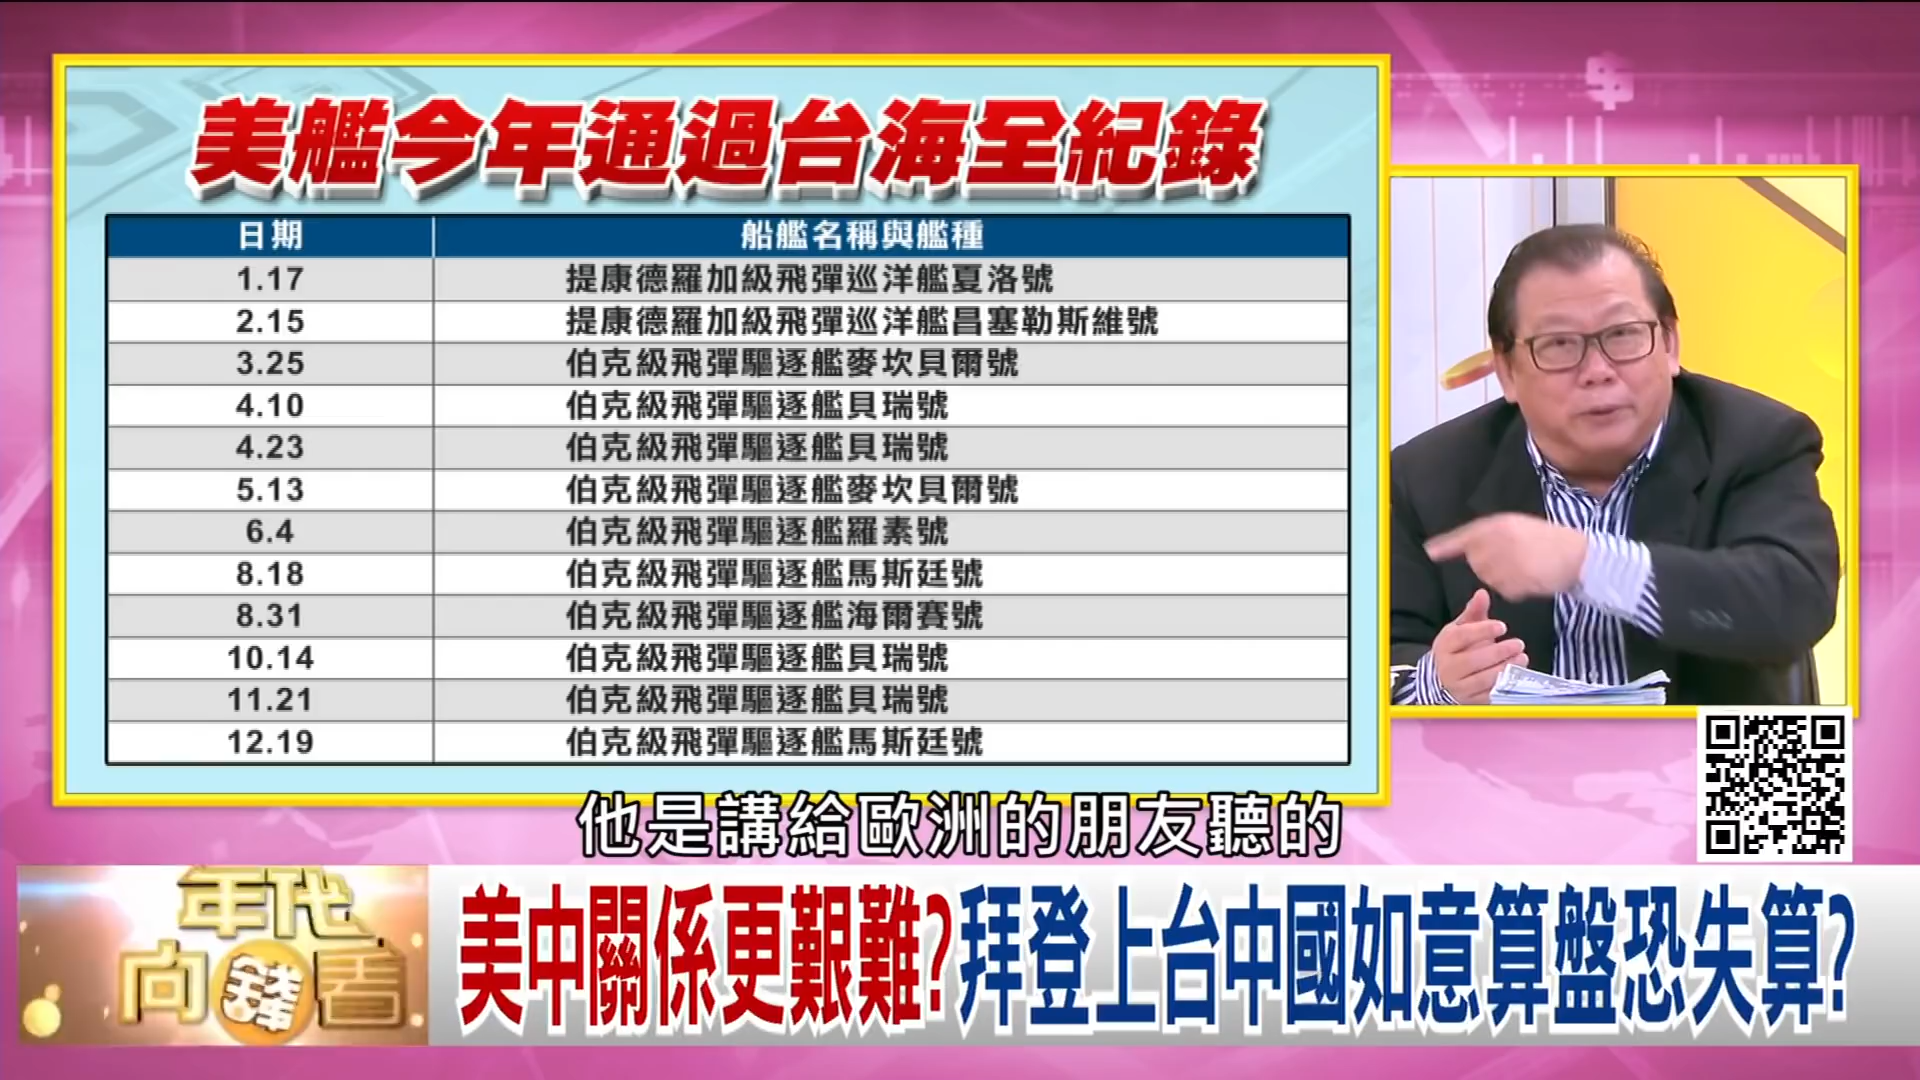 美艦今年通過台海全紀錄
日期 船艦名稱與艦種
1.17 提康德羅加級飛彈巡洋艦夏洛號
2.15 提康德羅加級飛彈巡洋艦昌塞勒斯維號
3.25 伯克級飛彈驅逐艦麥坎貝爾號
4.10 伯克級飛彈驅逐艦貝瑞號
4.23 伯克級飛彈驅逐艦貝瑞號
5.13 伯克級飛彈驅逐艦麥坎貝爾號
6.4 伯克級飛彈驅逐艦羅素號
8.18 伯克級飛彈驅逐艦馬斯廷號
8.31 伯克級飛彈驅逐艦海爾賽號
10.14 伯克級飛彈驅逐艦貝瑞號
11.21 伯克級飛彈驅逐艦貝瑞號
12.19 伯克級飛彈驅逐艦馬斯廷號
他是講給歐洲的朋友聽的
年代
向錢看
美中關係更艱難?拜登上台中國如意算盤恐失算?